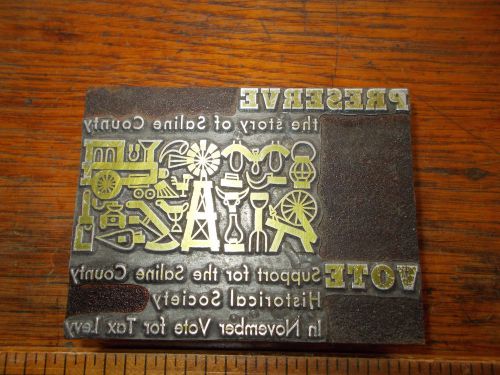 PRESERVE
the story of Saline County
VOTE
Support for the Saline County
Historical Society
In November Vote for Tax Levy